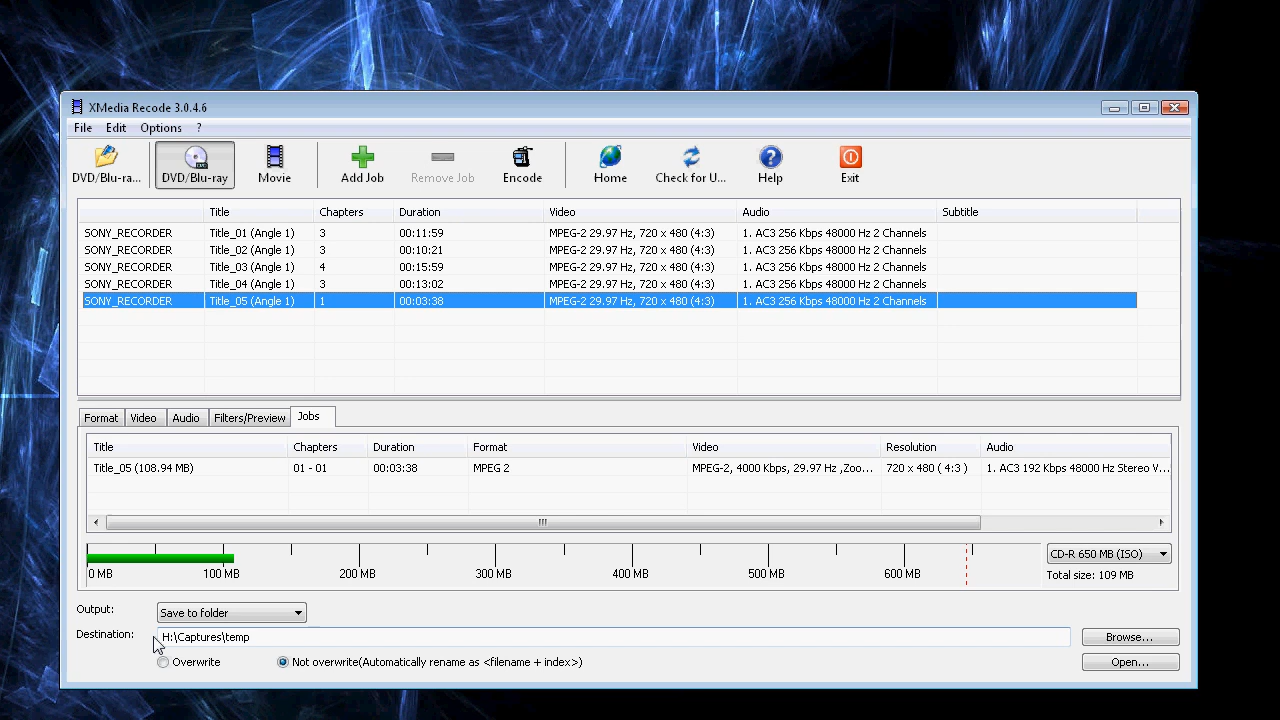 XMedia Recode 3.0.4.6
File Edit Options ?
DVD/Blu-ra... DVD/Blu-ray Movie Add Job Remove Job Encode Home Check for U... Help Exit
Title Chapters Duration Video Audio Subtitle
SONY_RECORDER Title_01 (Angle 1) 3 00:11:59 MPEG-2 29.97 Hz, 720 x 480 (4:3) 1. AC3 256 Kbps 48000 Hz 2 Channels
SONY_RECORDER Title_02 (Angle 1) 3 00:10:21 MPEG-2 29.97 Hz, 720 x 480 (4:3) 1. AC3 256 Kbps 48000 Hz 2 Channels
SONY_RECORDER Title_03 (Angle 1) 4 00:15:59 MPEG-2 29.97 Hz, 720 x 480 (4:3) 1. AC3 256 Kbps 48000 Hz 2 Channels
SONY_RECORDER Title_04 (Angle 1) 3 00:13:02 MPEG-2 29.97 Hz, 720 x 480 (4:3) 1. AC3 256 Kbps 48000 Hz 2 Channels
SONY_RECORDER Title_05 (Angle 1) 1 00:03:38 MPEG-2 29.97 Hz, 720 x 480 (4:3) 1. AC3 256 Kbps 48000 Hz 2 Channels
Format Video Audio Filters/Preview Jobs
Title Chapters Duration Format Video Resolution Audio
Title_05 (108.94 MB) 01 - 01 00:03:38 MPEG 2 MPEG-2, 4000 Kbps, 29.97 Hz ,Zoo... 720 x 480 ( 4:3 ) 1. AC3 192 Kbps 48000 Hz Stereo V...
CD-R 650 MB (ISO)
0 MB 100 MB 200 MB 300 MB 400 MB 500 MB 600 MB Total size: 109 MB
Output: Save to folder
Destination: H:\Captures\temp Browse...
Overwrite Not overwrite(Automatically rename as <filename + index>) Open...